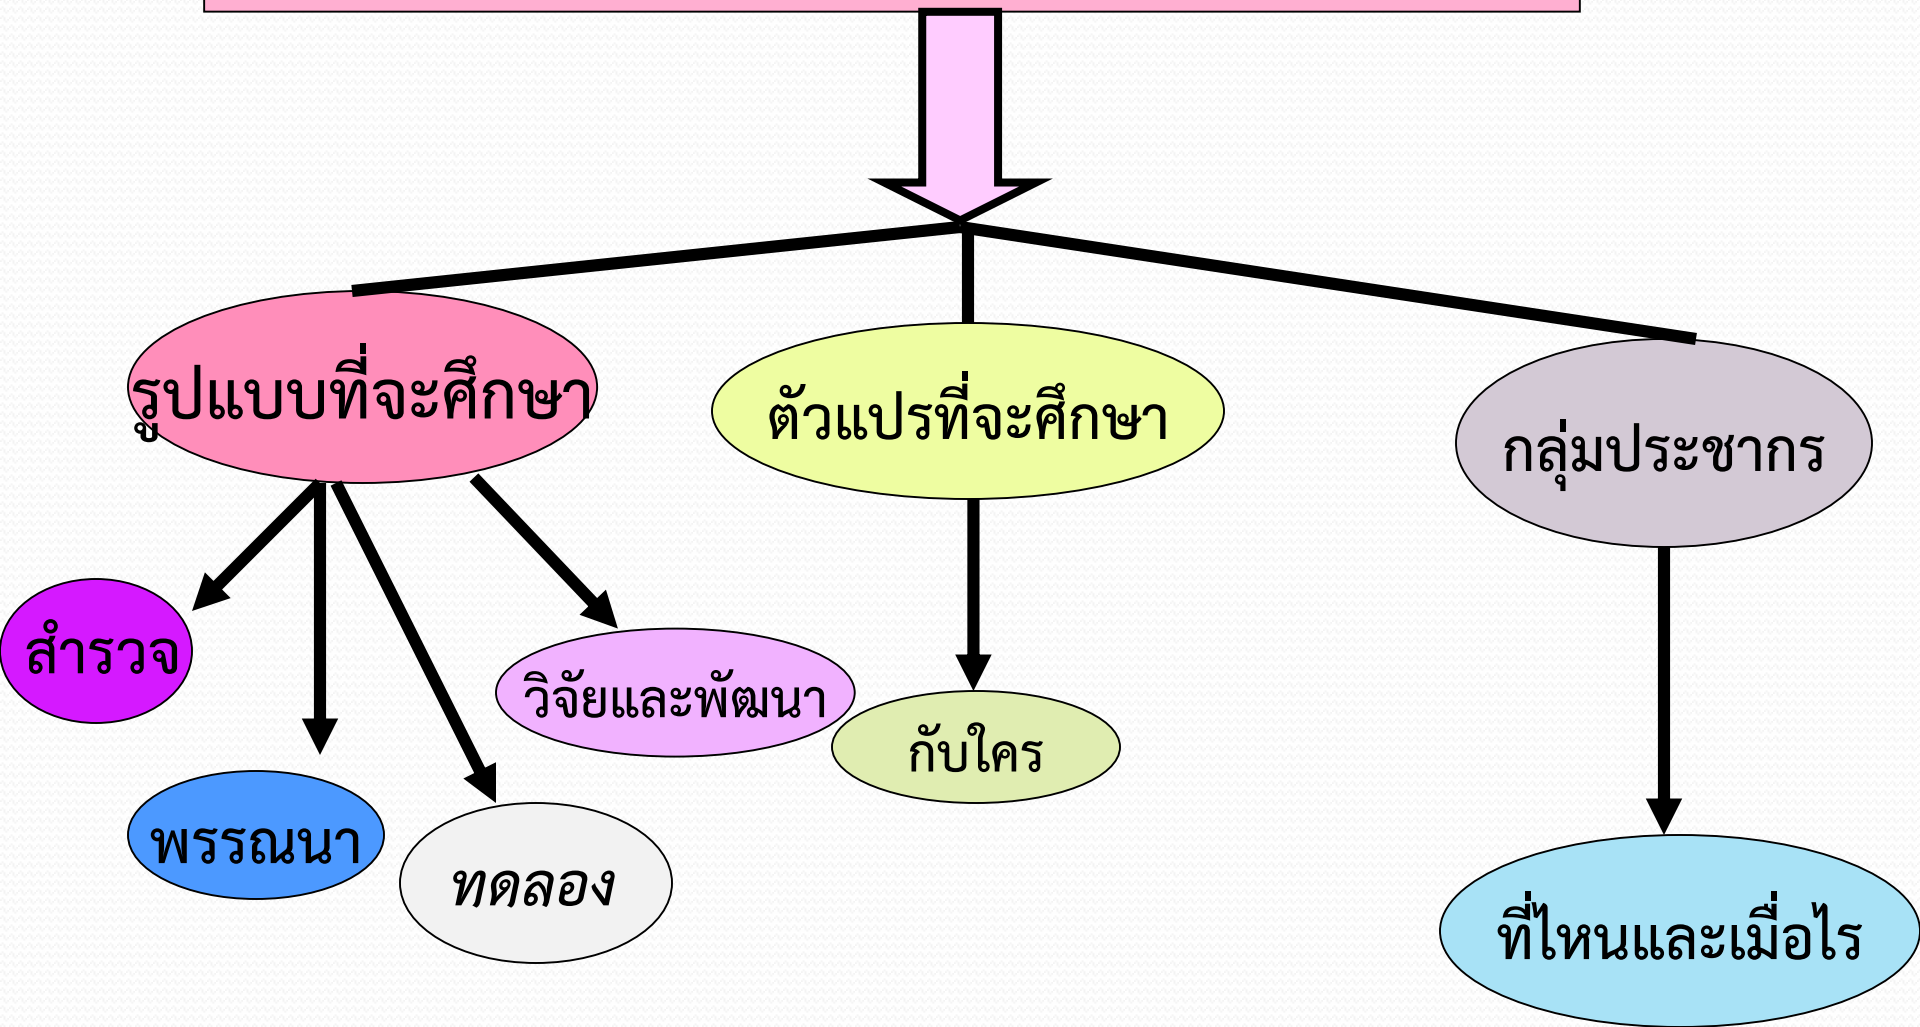 รูปแบบที่จะศึกษา
ตัวแปรที่จะศึกษา
กลุ่มประชากร
สำรวจ
วิจัยและพัฒนา
กับใคร
พรรณนา
ทดลอง
ที่ไหนและเมื่อไร